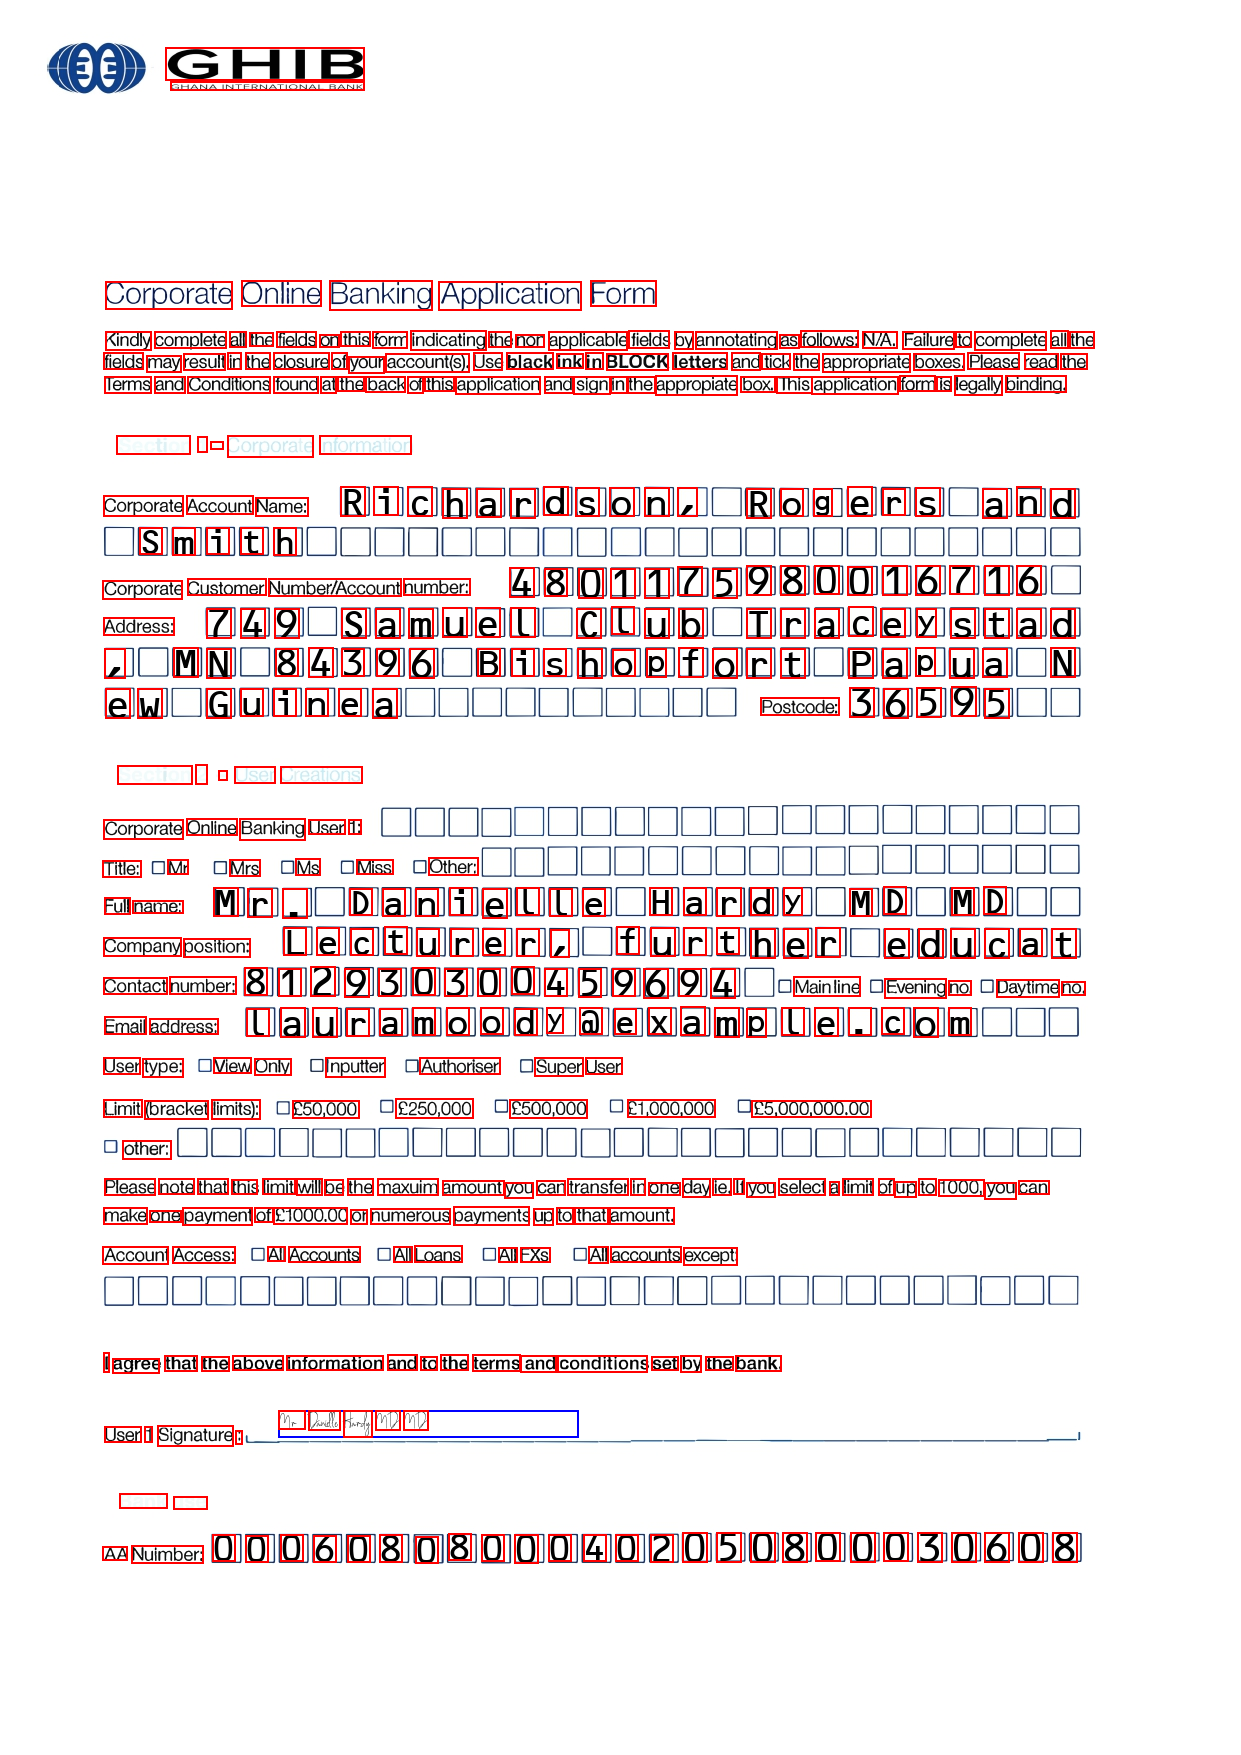 GHIB
GHANA INTERNATIONAL BANK
Corporate Online Banking Application Form
Kindly complete all the fields on this form indicating the non applicable fields by annotating as follows: N/A. Failure to complete all the
fields may result in the closure of your account(s). Use black ink in BLOCK letters and tick the appropriate boxes. Please read the
Terms and Conditions found at the back of this application and sign in the appropiate box. This application form is legally binding.
Section 1 - Corporate Information
Corporate Account Name: Richardson, Rogers and
Smith
Corporate Customer Number/Account number: 4801175980016716
Address: 749 Samuel Club Traceystad
, MN 84396 Bishopfort Papua N
ew Guinea Postcode: 36595
Section - User Creations
Corporate Online Banking User 1:
Title: Mr Mrs Ms Miss Other:
Full name: Mr. Danielle Hardy MD MD
Company position: Lecturer, further educat
Contact number: 812930300459694 Main line Evening no Daytime no.
Email address: lauramoody@example.com
User type: View Only Inputter Authoriser Super User
Limit (bracket limits): £50,000 £250,000 £500,000 £1,000,000 £5,000,000.00
other:
Please note that this limit will be the maxuim amount you can transfer in one day ie. If you select a limit of up to 1000, you can
make one payment of £1000.00 or numerous payments up to that amount.
Account Access: All Accounts All Loans All FXs All accounts except
I agree that the above information and to the terms and conditions set by the bank.
User 1 Signature : Mr. Danielle Hardy MD MD
AA Nuimber: 00060808000402050800030608